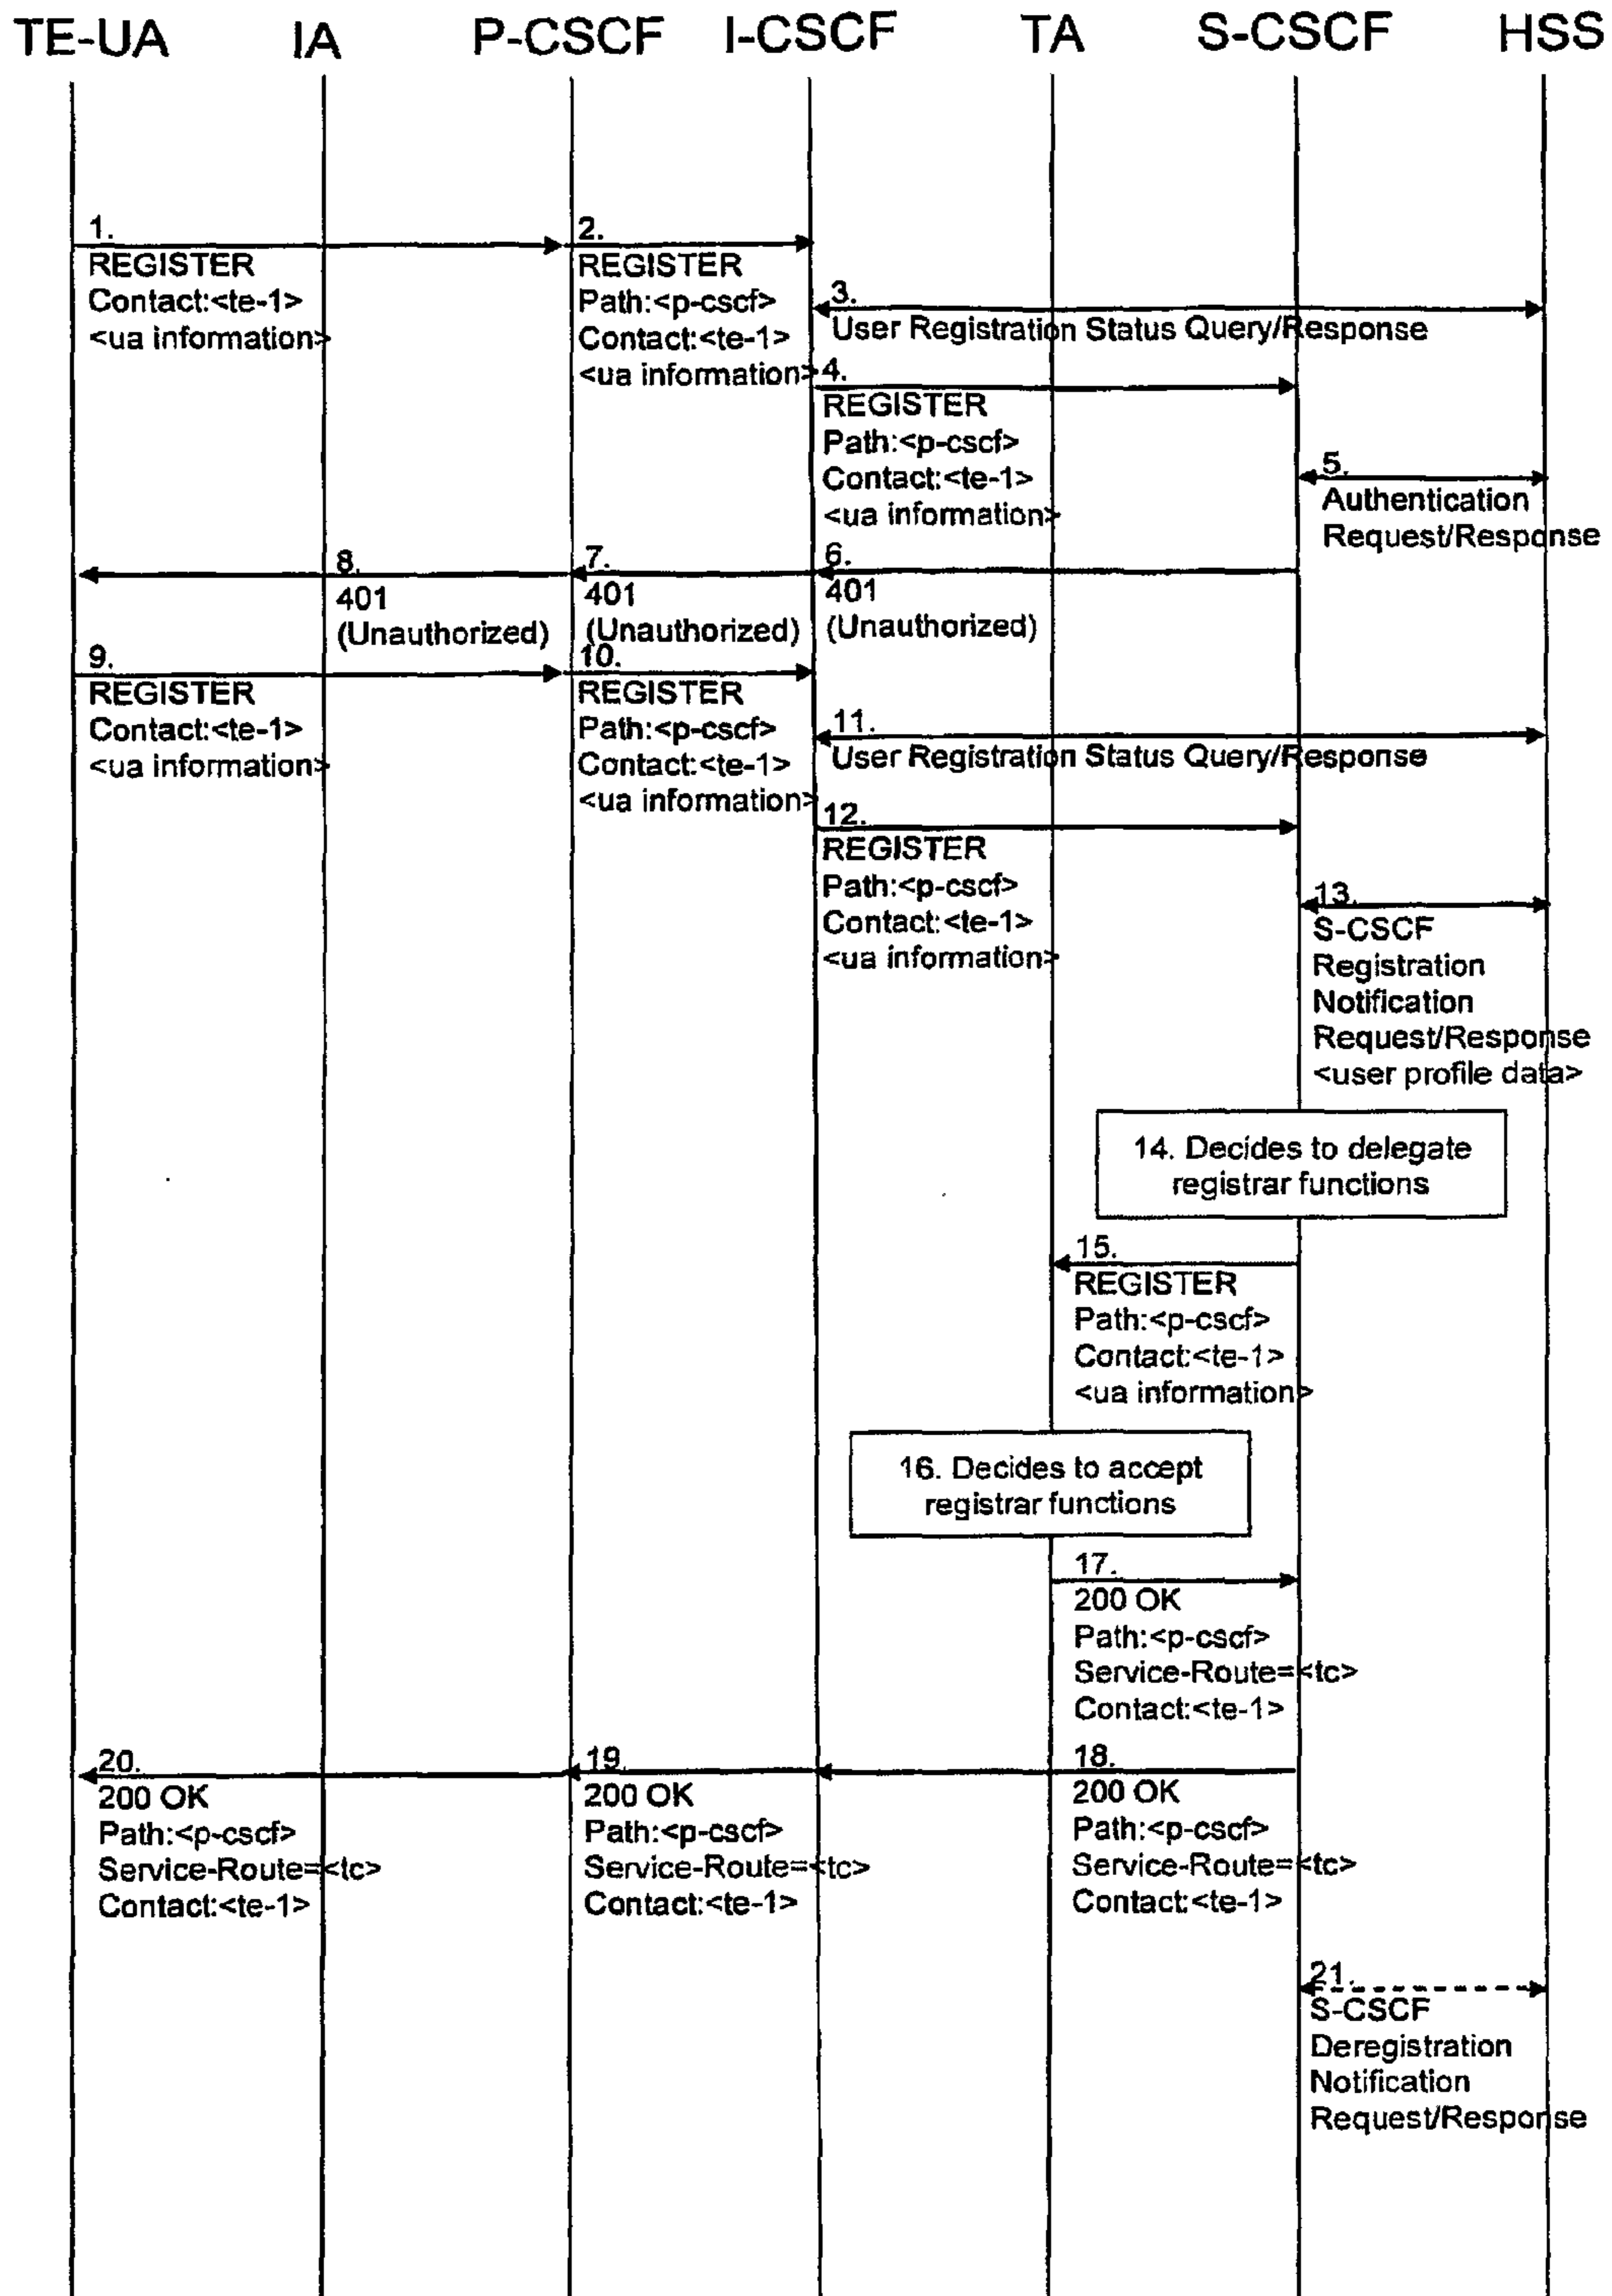 TE-UA IA P-CSCF I-CSCF TA S-CSCF HSS
1.
REGISTER
Contact:<te-1>
<ua information>
2.
REGISTER
Path:<p-cscf>
Contact:<te-1>
<ua information>
3.
User Registration Status Query/Response
4.
REGISTER
Path:<p-cscf>
Contact:<te-1>
<ua information>
5.
Authentication
Request/Response
6.
401
(Unauthorized)
7.
401
(Unauthorized)
8.
401
(Unauthorized)
9.
REGISTER
Contact:<te-1>
<ua information>
10.
REGISTER
Path:<p-cscf>
Contact:<te-1>
<ua information>
11.
User Registration Status Query/Response
12.
REGISTER
Path:<p-cscf>
Contact:<te-1>
<ua information>
13.
S-CSCF
Registration
Notification
Request/Response
<user profile data>
14. Decides to delegate
registrar functions
15.
REGISTER
Path:<p-cscf>
Contact:<te-1>
<ua information>
16. Decides to accept
registrar functions
17.
200 OK
Path:<p-cscf>
Service-Route=<tc>
Contact:<te-1>
18.
200 OK
Path:<p-cscf>
Service-Route=<tc>
Contact:<te-1>
19.
200 OK
Path:<p-cscf>
Service-Route=<tc>
Contact:<te-1>
20.
200 OK
Path:<p-cscf>
Service-Route=<tc>
Contact:<te-1>
21.
S-CSCF
Deregistration
Notification
Request/Response